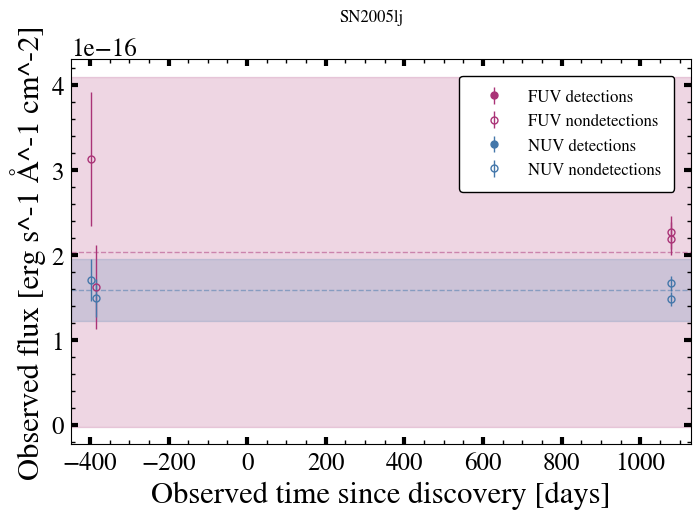 SN2005lj
1e−16
Observed flux [erg s^-1 Å^-1 cm^-2]
4
3
2
1
0
FUV detections
FUV nondetections
NUV detections
NUV nondetections
−400 −200 0 200 400 600 800 1000
Observed time since discovery [days]